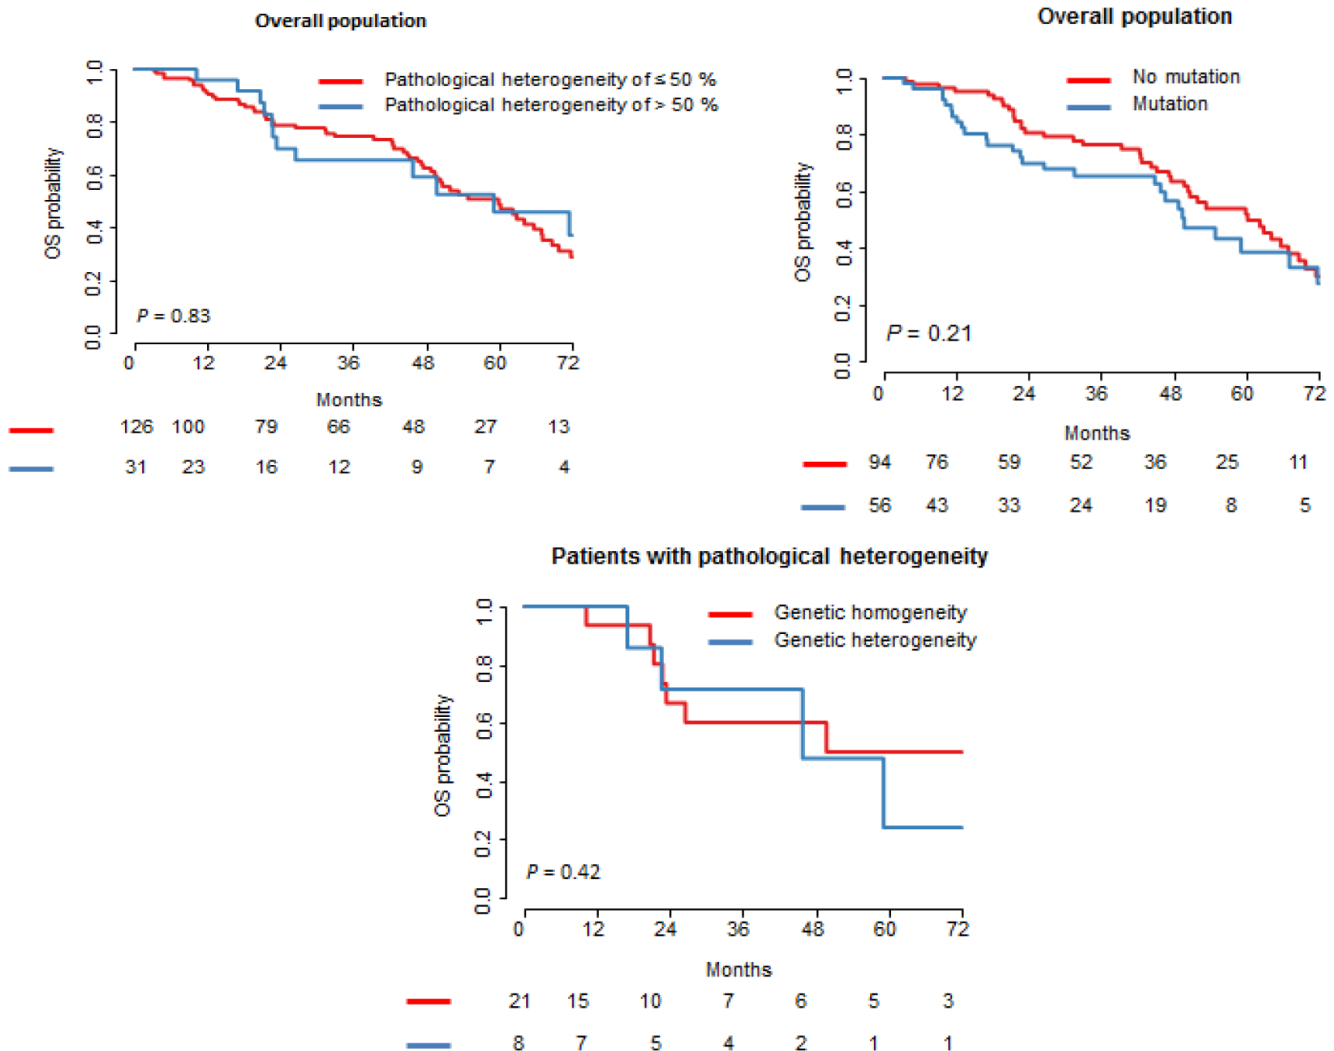 Overall population
Pathological heterogeneity of ≤ 50 %
Pathological heterogeneity of > 50 %
OS probability
1.0
0.8
0.6
0.4
0.2
0.0
P = 0.83
0 12 24 36 48 60 72
Months
126 100 79 66 48 27 13
31 23 16 12 9 7 4
Overall population
No mutation
Mutation
OS probability
1.0
0.8
0.6
0.4
0.2
0.0
P = 0.21
0 12 24 36 48 60 72
Months
94 76 59 52 36 25 11
56 43 33 24 19 8 5
Patients with pathological heterogeneity
Genetic homogeneity
Genetic heterogeneity
OS probability
1.0
0.8
0.6
0.4
0.2
0.0
P = 0.42
0 12 24 36 48 60 72
Months
21 15 10 7 6 5 3
8 7 5 4 2 1 1